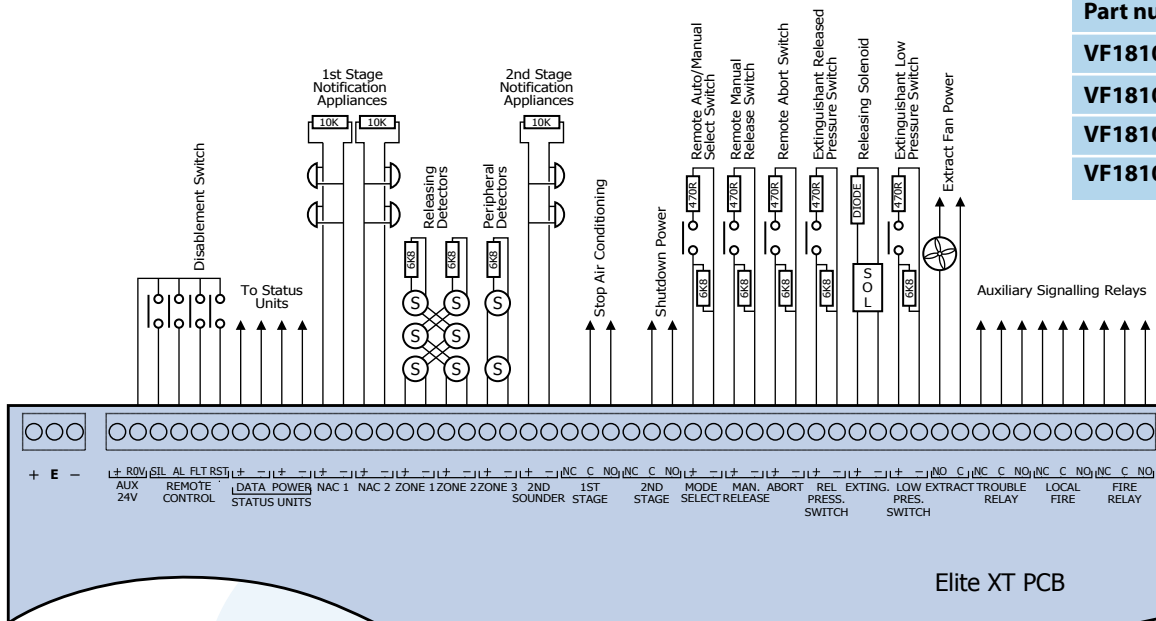 Part nu
VF1810
VF1810
VF1810
VF1810
1st Stage
Notification
Appliances
2nd Stage
Notification
Appliances
10K
10K
10K
Disablement Switch
To Status
Units
Releasing
Detectors
Peripheral
Detectors
6K8
6K8
6K8
S
S
S
S
S
S
S
S
Stop Air Conditioning
Shutdown Power
Remote Auto/Manual
Select Switch
Remote Manual
Release Switch
Remote Abort Switch
Extinguishant Released
Pressure Switch
Releasing Solenoid
Extinguishant Low
Pressure Switch
Extract Fan Power
470R
470R
470R
470R
DIODE
470R
6K8
6K8
6K8
6K8
SOL
6K8
Auxiliary Signalling Relays
+ E −
+ R0V SIL AL FLT RST + − + − + − + − + − + − + − + − NC C NO NC C NO + − + − + − + − + − + − NO C NC C NO NC C NO NC C NO
AUX
24V
REMOTE
CONTROL
DATA POWER
STATUS UNITS
NAC 1
NAC 2
ZONE 1
ZONE 2
ZONE 3
2ND
SOUNDER
1ST
STAGE
2ND
STAGE
MODE
SELECT
MAN.
RELEASE
ABORT
REL
PRESS.
SWITCH
EXTING.
LOW
PRES.
SWITCH
EXTRACT
TROUBLE
RELAY
LOCAL
FIRE
FIRE
RELAY
Elite XT PCB